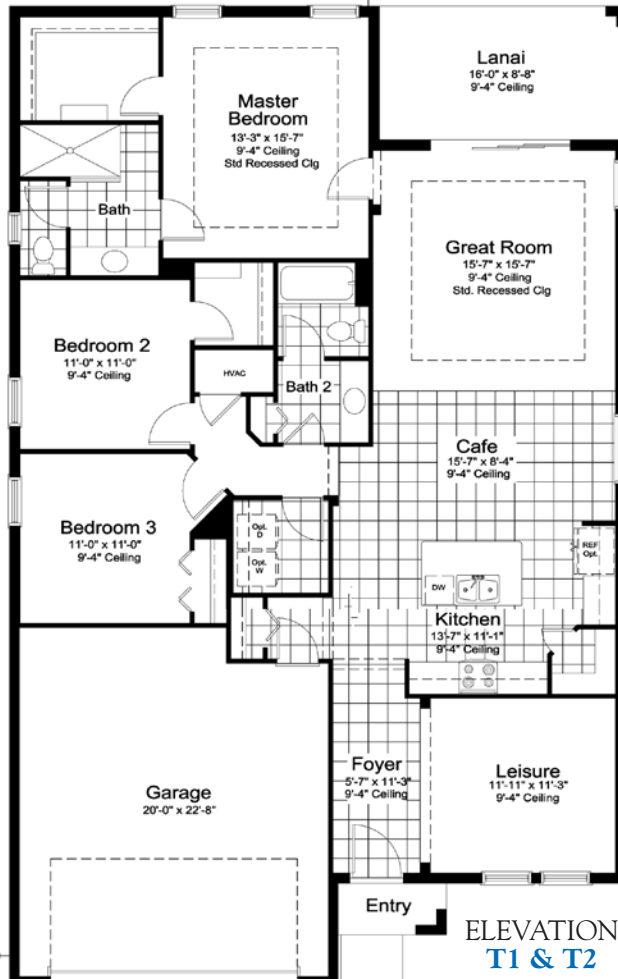 Lanai
16'-0" x 8'-8"
9'-4" Ceiling
Master
Bedroom
13'-3" x 15'-7"
9'-4" Ceiling
Std Recessed Clg
Bath
Great Room
15'-7" x 15'-7"
9'-4" Ceiling
Std. Recessed Clg
Bedroom 2
11'-0" x 11'-0"
9'-4" Ceiling
HVAC
Bath 2
Cafe
15'-7" x 8'-4"
9'-4" Ceiling
Bedroom 3
11'-0" x 11'-0"
9'-4" Ceiling
Opt.
D
Opt.
W
REF
Opt.
DW
Kitchen
13'-7" x 11'-1"
9'-4" Ceiling
Garage
20'-0" x 22'-8"
Foyer
5'-7" x 11'-3"
9'-4" Ceiling
Leisure
11'-11" x 11'-3"
9'-4" Ceiling
Entry
ELEVATION
T1 & T2